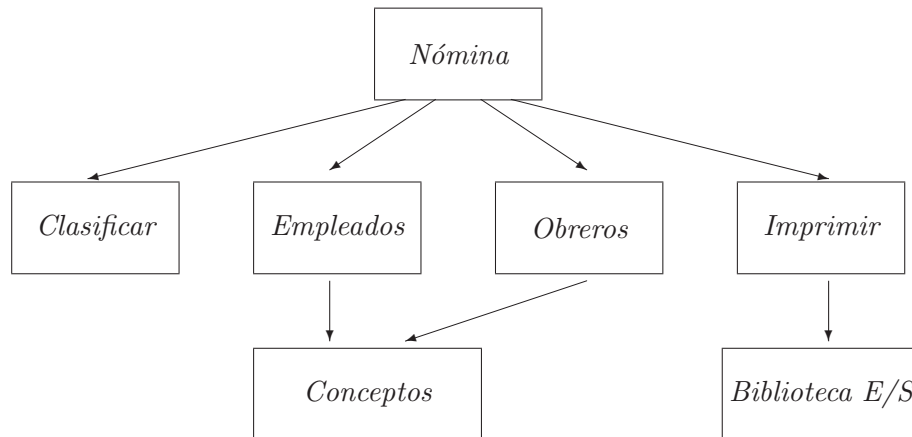 Nómina
Clasificar
Empleados
Obreros
Imprimir
Conceptos
Biblioteca E/S